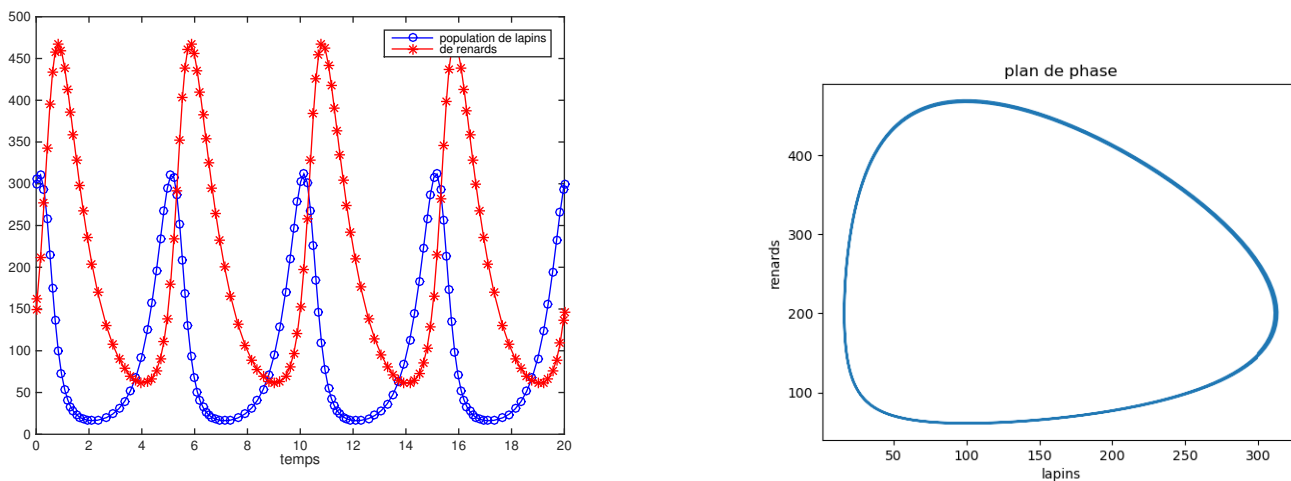 500
450
400
350
300
250
200
150
100
50
0
population de lapins
de renards
0 2 4 6 8 10 12 14 16 18 20
temps
plan de phase
400
300
200
100
renards
50 100 150 200 250 300
lapins